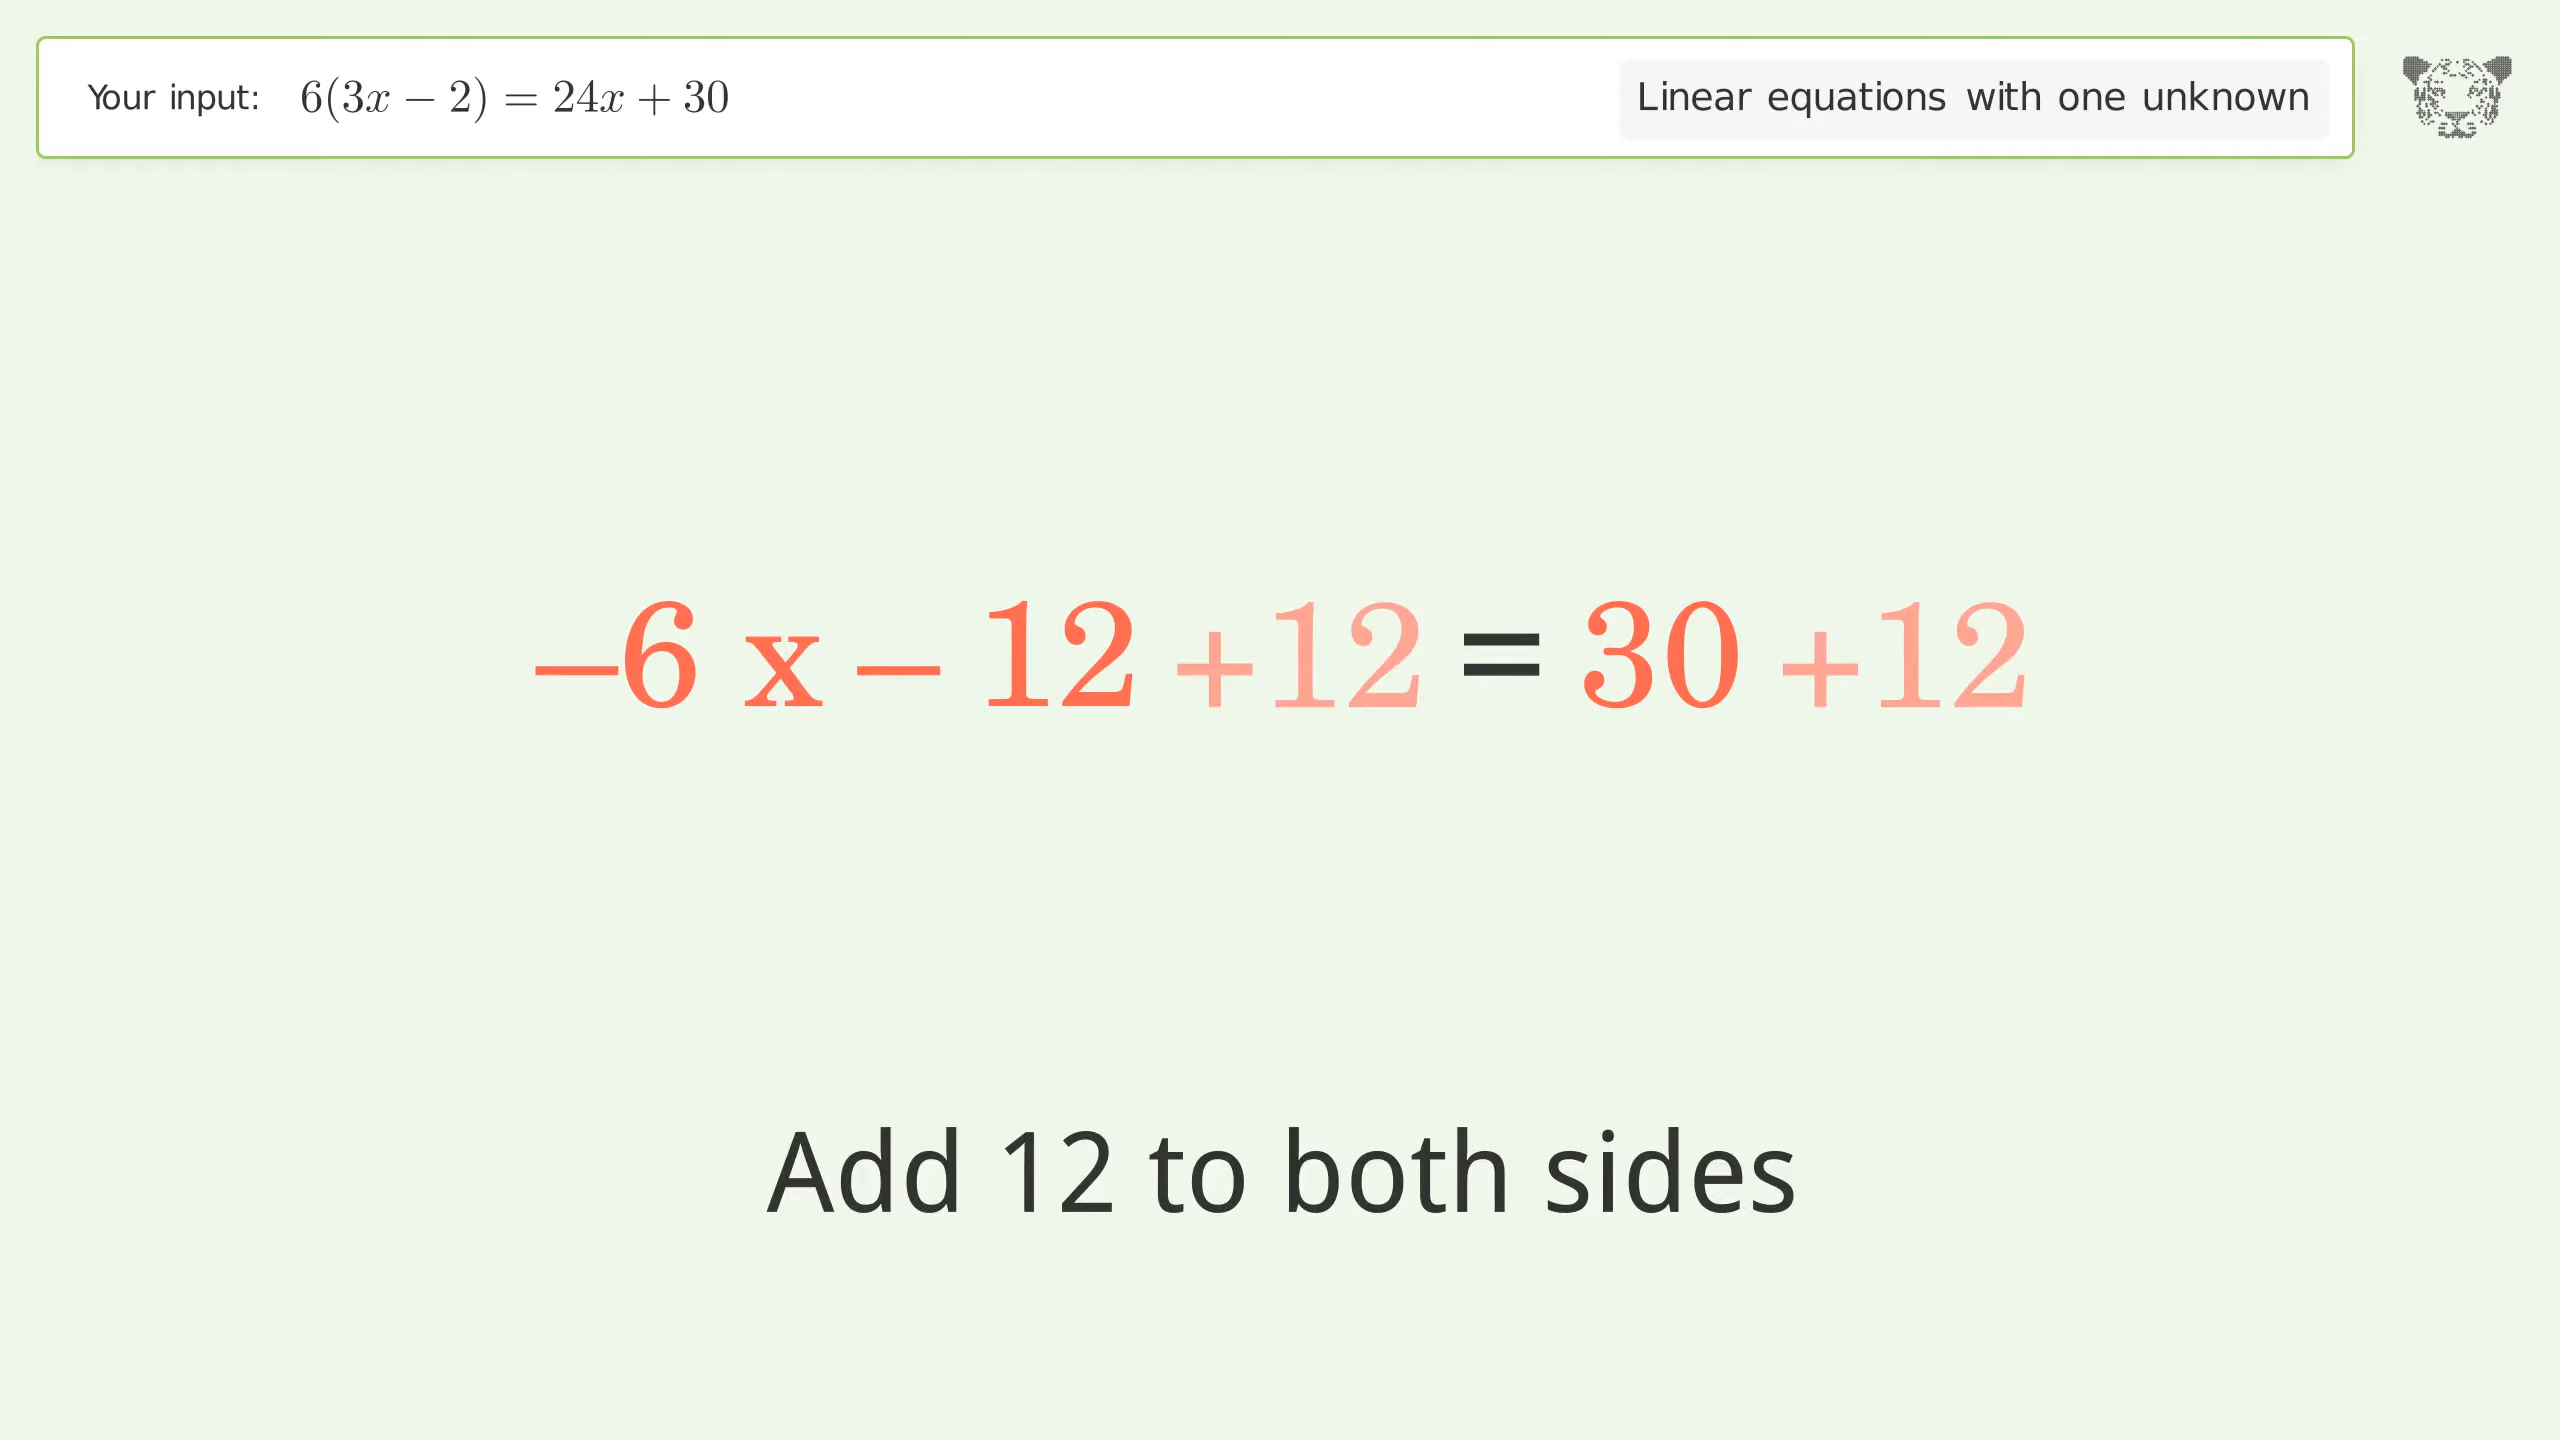 Your input: 6(3x − 2) = 24x + 30
Linear equations with one unknown
−6 x − 12 +12 = 30 +12
Add 12 to both sides